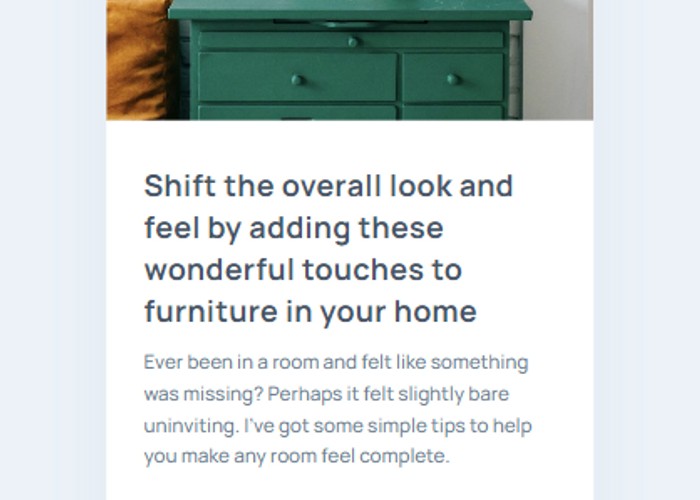 Shift the overall look and
feel by adding these
wonderful touches to
furniture in your home
Ever been in a room and felt like something
was missing? Perhaps it felt slightly bare
uninviting. I've got some simple tips to help
you make any room feel complete.